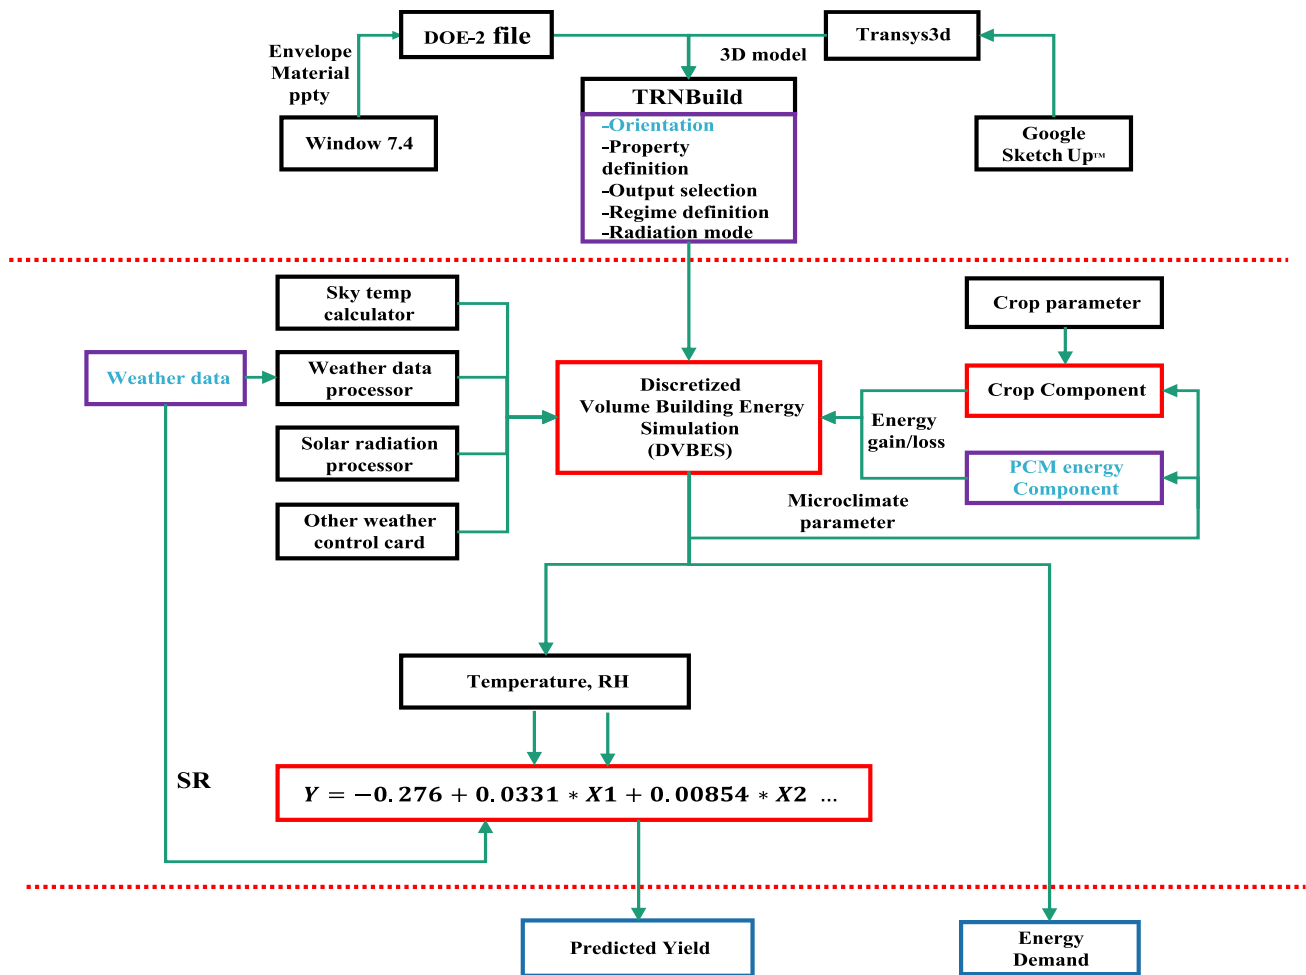 DOE-2 file
Transys3d
Envelope
Material
ppty
3D model
TRNBuild
-Orientation
-Property
definition
-Output selection
-Regime definition
-Radiation mode
Window 7.4
Google
Sketch Up™
Sky temp
calculator
Crop parameter
Weather data
Weather data
processor
Discretized
Volume Building Energy
Simulation
(DVBES)
Crop Component
Energy
gain/loss
Solar radiation
processor
PCM energy
Component
Microclimate
parameter
Other weather
control card
Temperature, RH
SR
Y = −0.276 + 0.0331 * X1 + 0.00854 * X2 ...
Predicted Yield
Energy
Demand